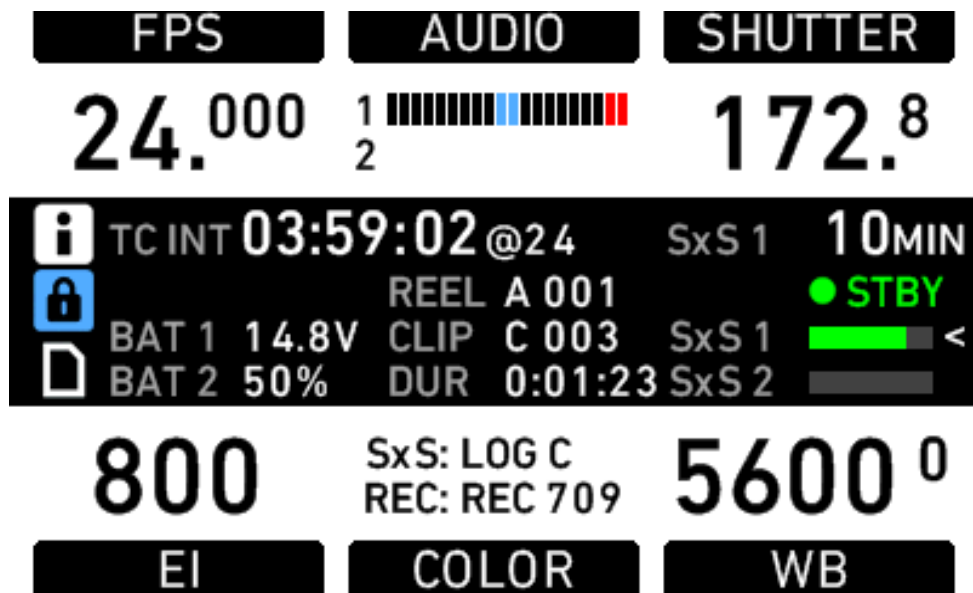 FPS AUDIO SHUTTER
24.000 1 172.8
2
TC INT 03:59:02 @24 SxS 1 10MIN
REEL A 001 STBY
BAT 1 14.8V CLIP C 003 SxS 1 <
BAT 2 50% DUR 0:01:23 SxS 2
800 SxS: LOG C 5600 0
REC: REC 709
EI COLOR WB